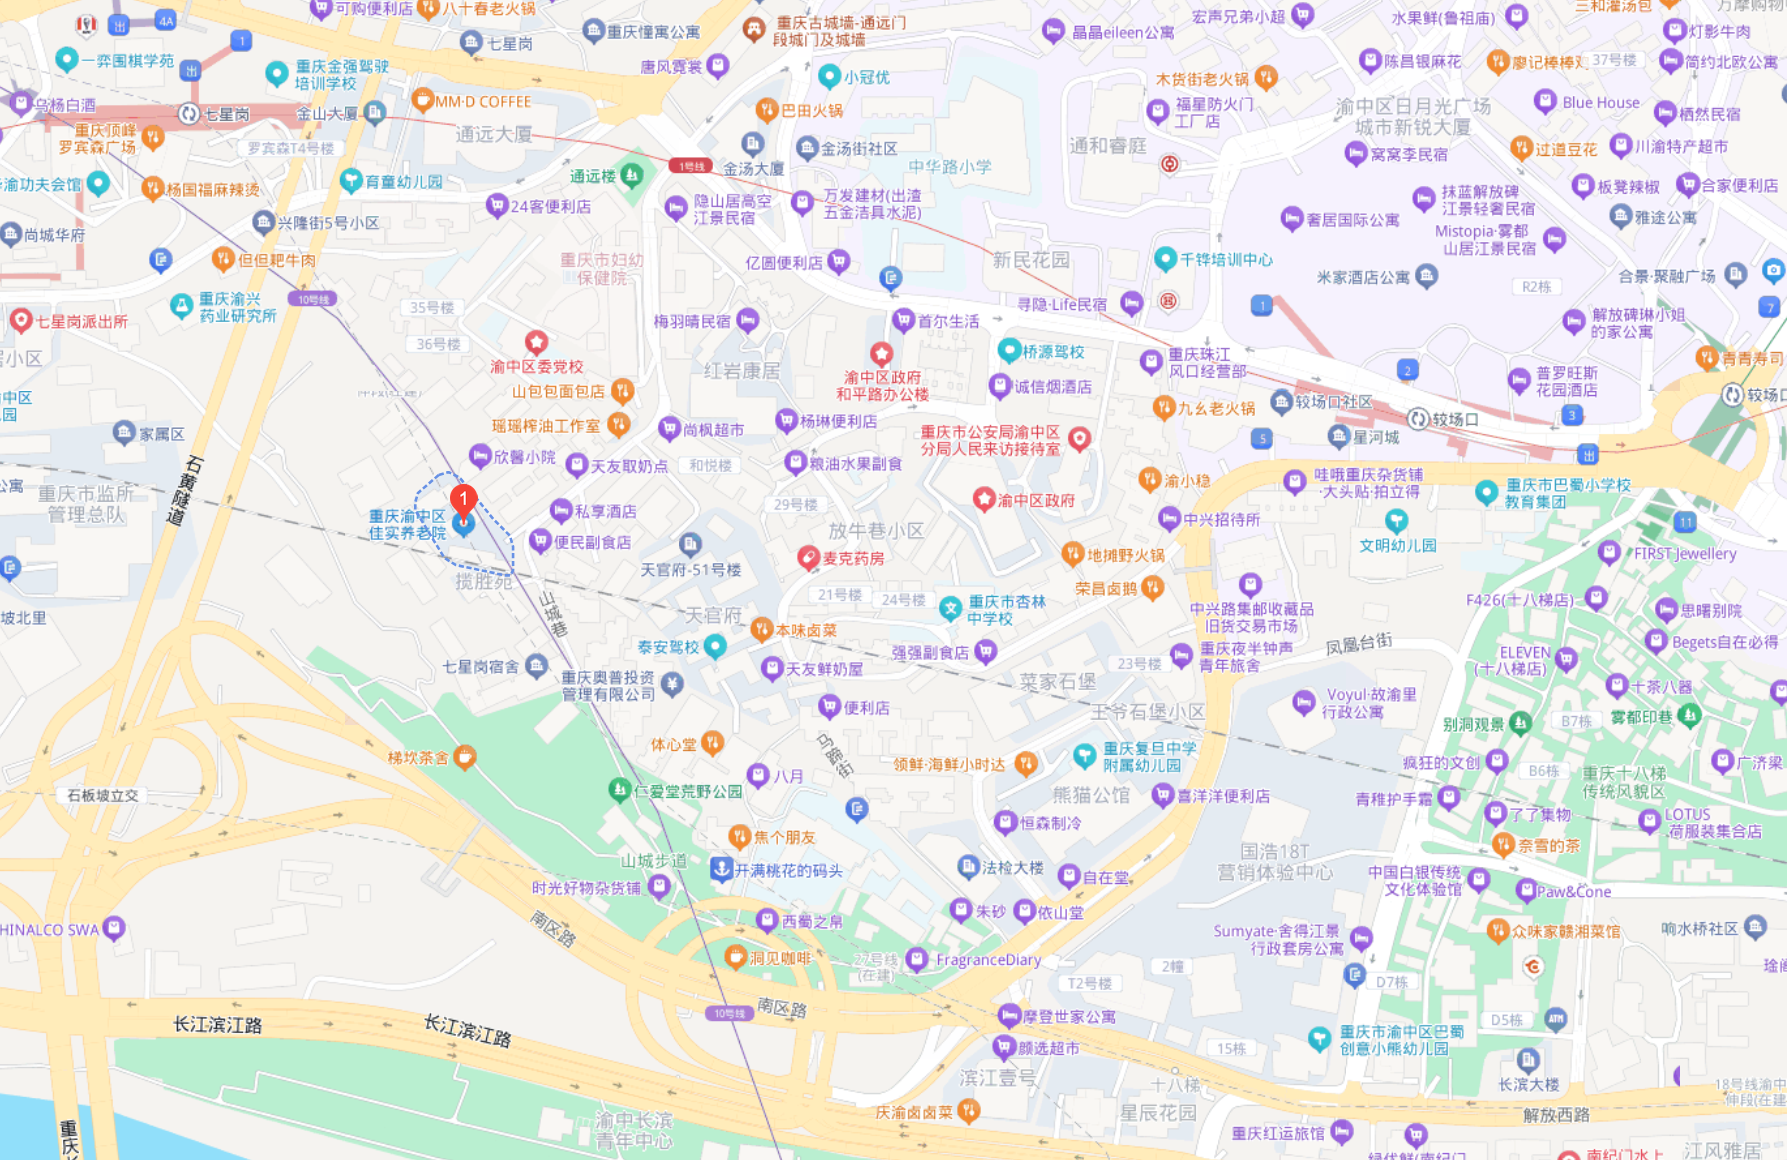 可购便利店
八十春老火锅
出
4A
1
七星岗
重庆憧寓公寓
重庆古城墙-通远门
段城门及城墙
晶晶eileen公寓
宏声兄弟小超
水果鲜(鲁祖庙)
三和灌汤包
灯影牛肉
一弈围棋学苑
出
重庆金强驾驶
培训学校
唐风霓裳
小冠优
木货街老火锅
陈昌银麻花
37号楼
简约北欧公寓
乌杨白酒
七星岗
金山大厦
MM·D COFFEE
巴田火锅
福星防火门
工厂店
渝中区日月光广场
城市新锐大厦
Blue House
栖然民宿
重庆顶峰
罗宾森广场
罗宾森T4号楼
通远大厦
金汤大厦
金汤街社区
通和睿庭
窝窝李民宿
过道豆花
川渝特产超市
渝功夫会馆
杨国福麻辣烫
育童幼儿园
通远楼
1号线
中华路小学
板凳辣椒
合家便利店
尚城华府
兴隆街5号小区
24客便利店
隐山居高空
江景民宿
万发建材(出渣
五金洁具水泥)
奢居国际公寓
抹蓝解放碑
江景轻奢民宿
雅途公寓
但但耙牛肉
重庆市妇幼
保健院
亿圆便利店
新民花园
千铧培训中心
Mistopia·雾都
山居江景民宿
米家酒店公寓
R2栋
合景·聚融广场
10号线
重庆渝兴
药业研究所
35号楼
七星岗派出所
梅羽晴民宿
首尔生活
寻隐·Life民宿
1
7
解放碑琳小姐
的家公寓
36号楼
渝中区委党校
红岩康居
渝中区政府
和平路办公楼
桥源驾校
重庆珠江
风口经营部
2
普罗旺斯
花园酒店
青青寿司
山包包面包店
诚信烟酒店
九幺老火锅
较场口社区
较场口
较场口
3
家属区
瑶瑶榨油工作室
尚枫超市
杨琳便利店
重庆市公安局渝中区
分局人民来访接待室
5
星河城
出
石黄隧道
欣馨小院
天友取奶点
和悦楼
粮油水果副食
渝小稳
哇哦重庆杂货铺
·大头贴·拍立得
重庆市巴蜀小学校
教育集团
重庆市监所
管理总队
1
重庆渝中区
佳实养老院
私享酒店
29号楼
渝中区政府
中兴招待所
文明幼儿园
11
便民副食店
放牛巷小区
揽胜苑
天官府-51号楼
麦克药房
地摊野火锅
荣昌卤鹅
FIRST Jewellery
山城巷
天官府
21号楼
24号楼
重庆市杏林
中学校
中兴路集邮收藏品
旧货交易市场
F426(十八梯店)
思曙别院
坡北里
本味卤菜
泰安驾校
强强副食店
23号楼
重庆夜半钟声
青年旅舍
凤凰台街
ELEVEN
(十八梯店)
Begets自在必得
七星岗宿舍
重庆奥普投资
管理有限公司
天友鲜奶屋
菜家石堡
十茶八器
便利店
王爷石堡小区
Voyul·故渝里
行政公寓
别洞观景
B7栋
雾都印巷
体心堂
马蹄街
梯坎茶舍
领鲜·海鲜小时达
重庆复旦中学
附属幼儿园
疯狂的文创
B6栋
广济梁
石板坡立交
仁爱堂荒野公园
八月
熊猫公馆
喜洋洋便利店
青稚护手霜
重庆十八梯
传统风貌区
恒森制冷
了了集物
LOTUS
荷服装集合店
焦个朋友
山城步道
开满桃花的码头
法检大楼
自在堂
国浩18T
营销体验中心
奈雪的茶
中国白银传统
文化体验馆
Paw&Cone
时光好物杂货铺
HINALCO SWA
南区路
西蜀之帛
朱砂
依山堂
Sumyate·舍得江景
行政套房公寓
众味家赣湘菜馆
响水桥社区
洞见咖啡
27号线
(在建)
FragranceDiary
2幢
T2号楼
D7栋
10号线
南区路
长江滨江路
长江滨江路
摩登世家公寓
颜选超市
15栋
重庆市渝中区巴蜀
创意小熊幼儿园
D5栋
ATM
滨江壹号
十八梯
长滨大楼
18号线渝中
伸段(在建
渝中长滨
青年中心
庆渝卤卤菜
星辰花园
解放西路
重庆红运旅馆
江风雅居
南纪门水上